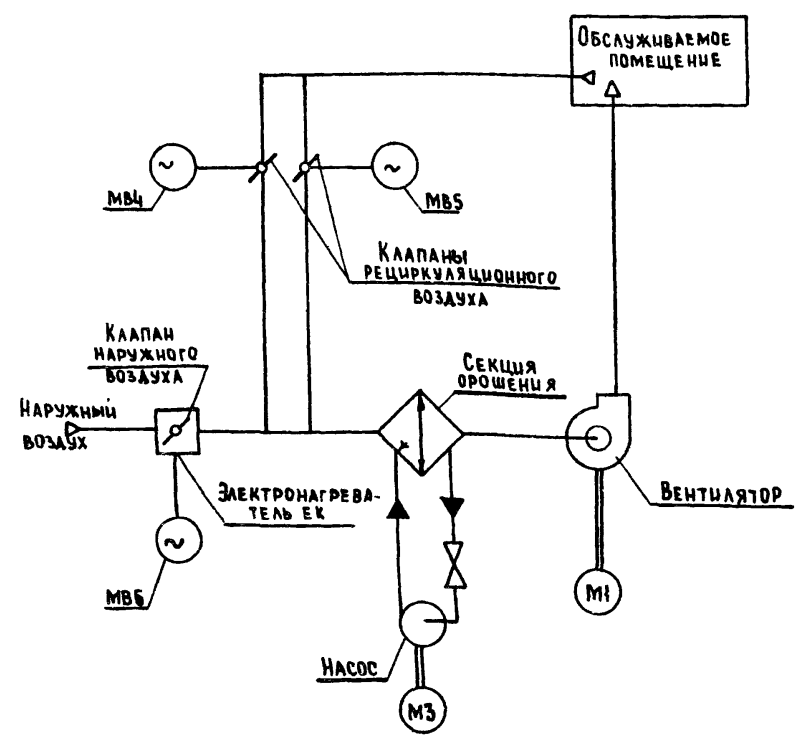 Обслуживаемое
помещение
МВ4
МВ5
Клапаны
рециркуляционного
воздуха
Клапан
наружного
воздуха
Секция
орошения
Наружный
воздух
Электронагрева-
тель ЕК
Вентилятор
МВ6
М1
Насос
М3